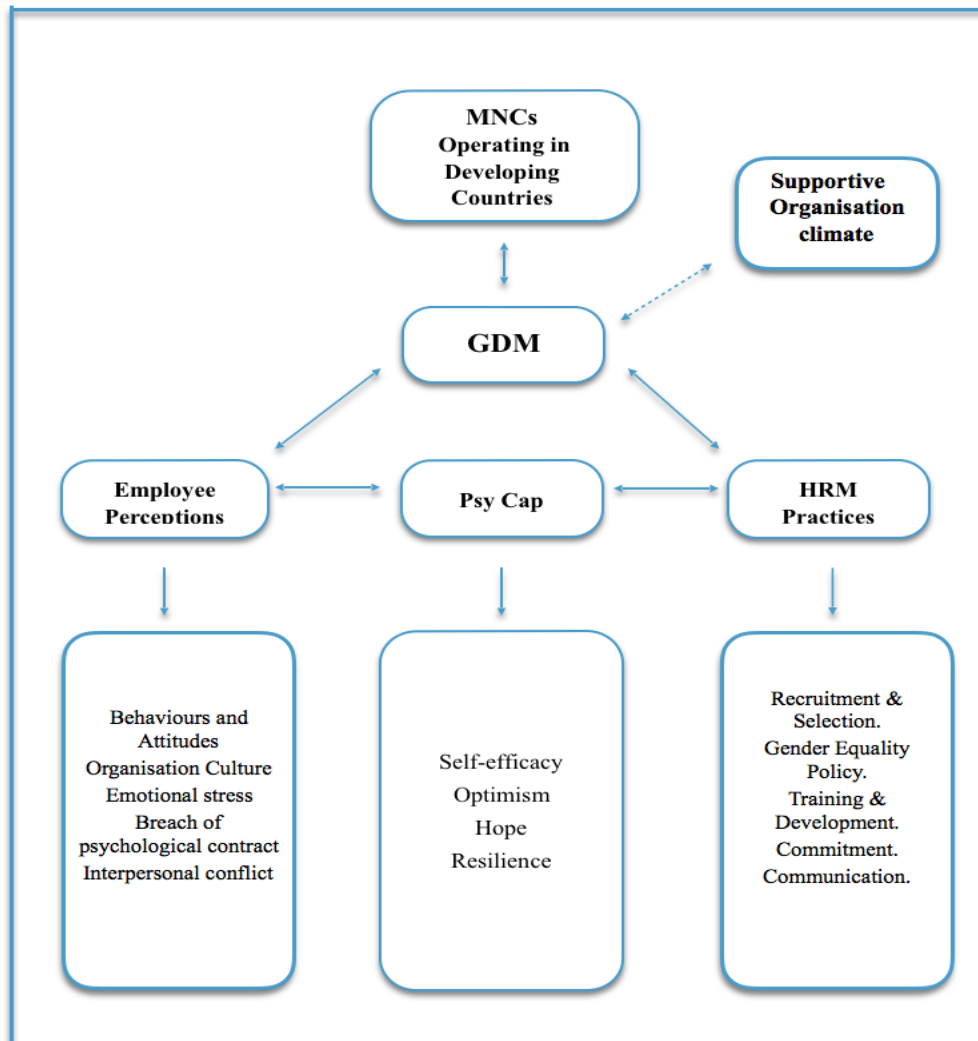 MNCs
Operating in
Developing
Countries
Supportive
Organisation
climate
GDM
Employee
Perceptions
Psy Cap
HRM
Practices
Behaviours and
Attitudes
Organisation Culture
Emotional stress
Breach of
psychological contract
Interpersonal conflict
Self-efficacy
Optimism
Hope
Resilience
Recruitment &
Selection.
Gender Equality
Policy.
Training &
Development.
Commitment.
Communication.